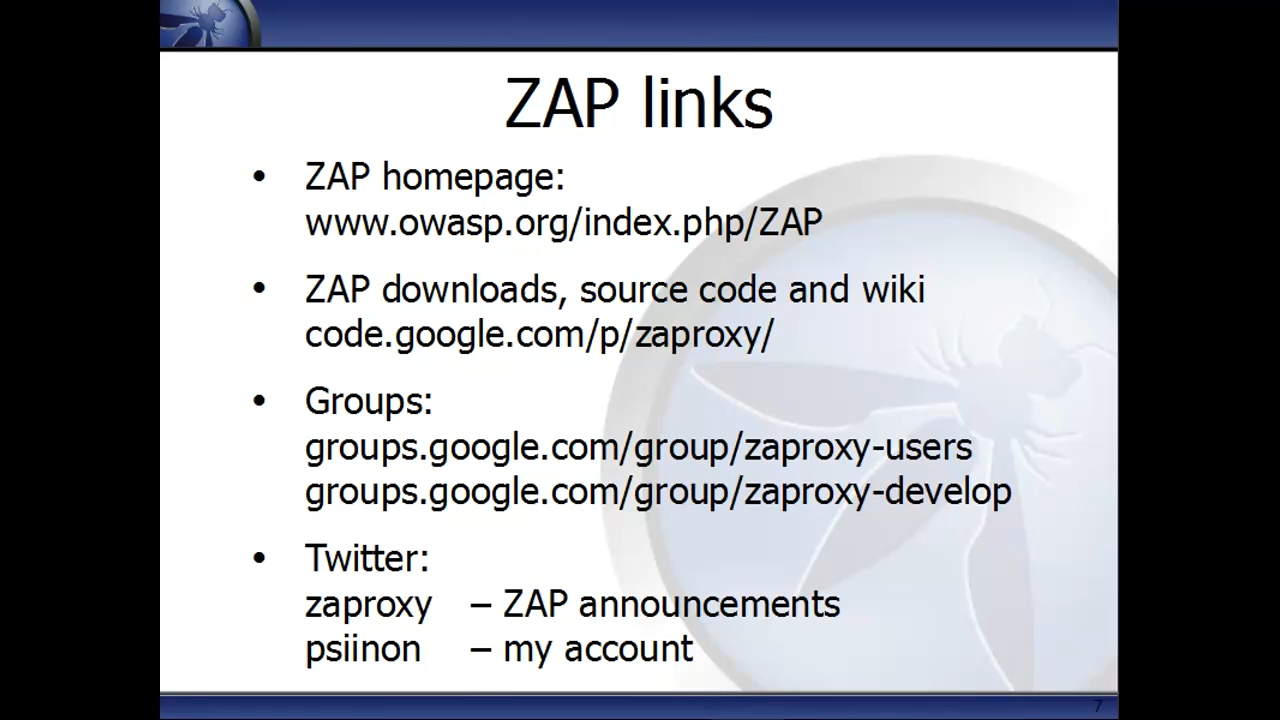 ZAP links
• ZAP homepage:
www.owasp.org/index.php/ZAP
• ZAP downloads, source code and wiki
code.google.com/p/zaproxy/
• Groups:
groups.google.com/group/zaproxy-users
groups.google.com/group/zaproxy-develop
• Twitter:
zaproxy – ZAP announcements
psiinon – my account
7